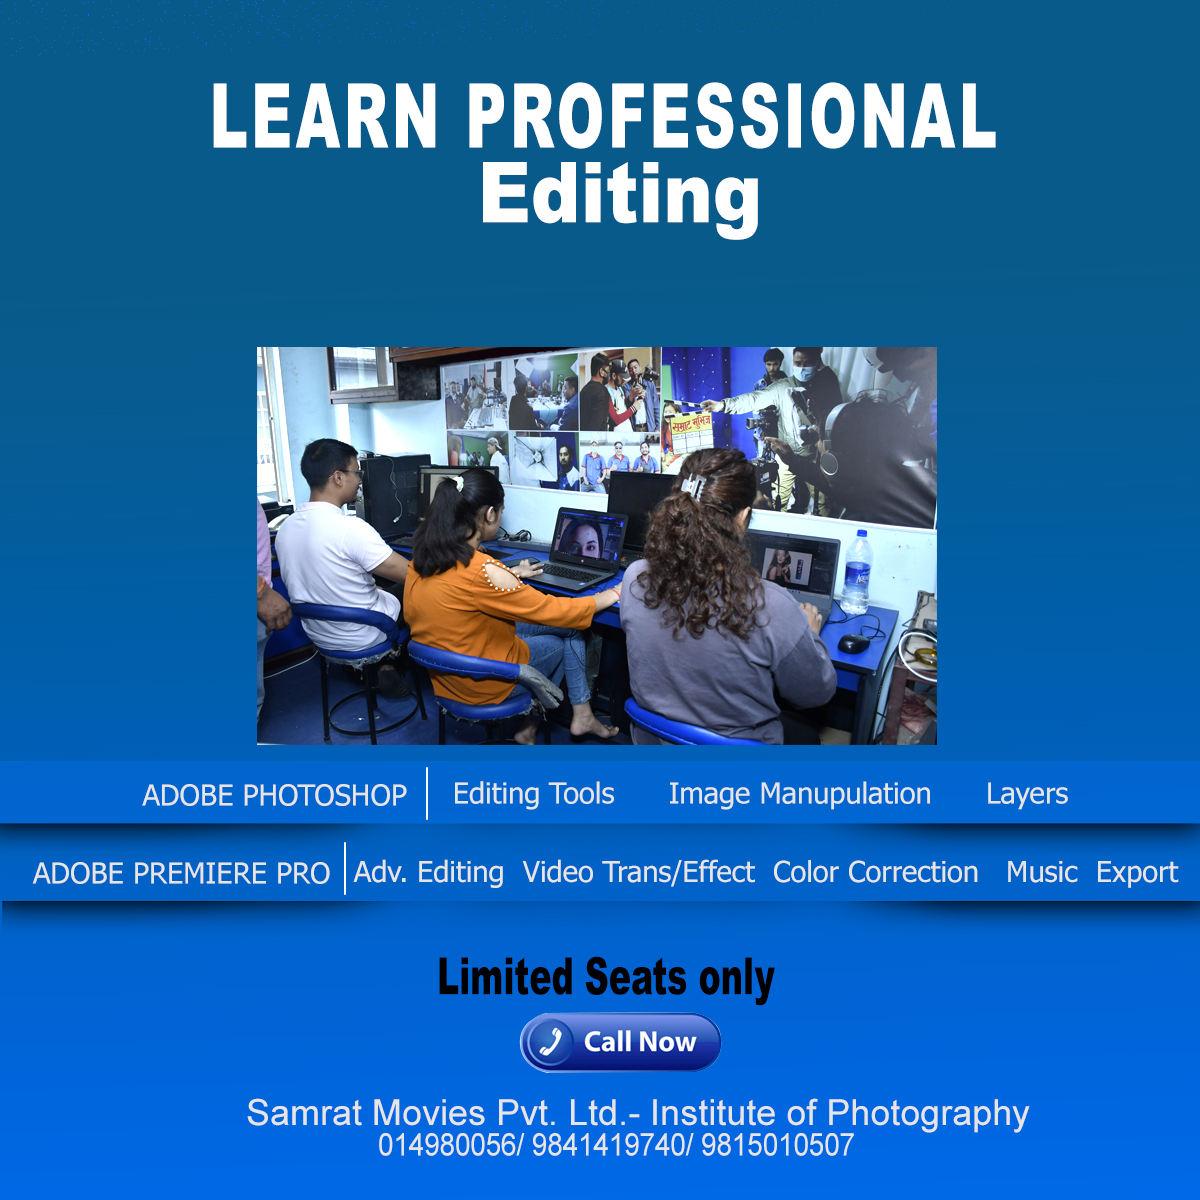 LEARN PROFESSIONAL
Editing
सम्राट मुभिज
ADOBE PHOTOSHOP Editing Tools Image Manupulation Layers
ADOBE PREMIERE PRO Adv. Editing Video Trans/Effect Color Correction Music Export
Limited Seats only
Call Now
Samrat Movies Pvt. Ltd.- Institute of Photography
014980056/ 9841419740/ 9815010507